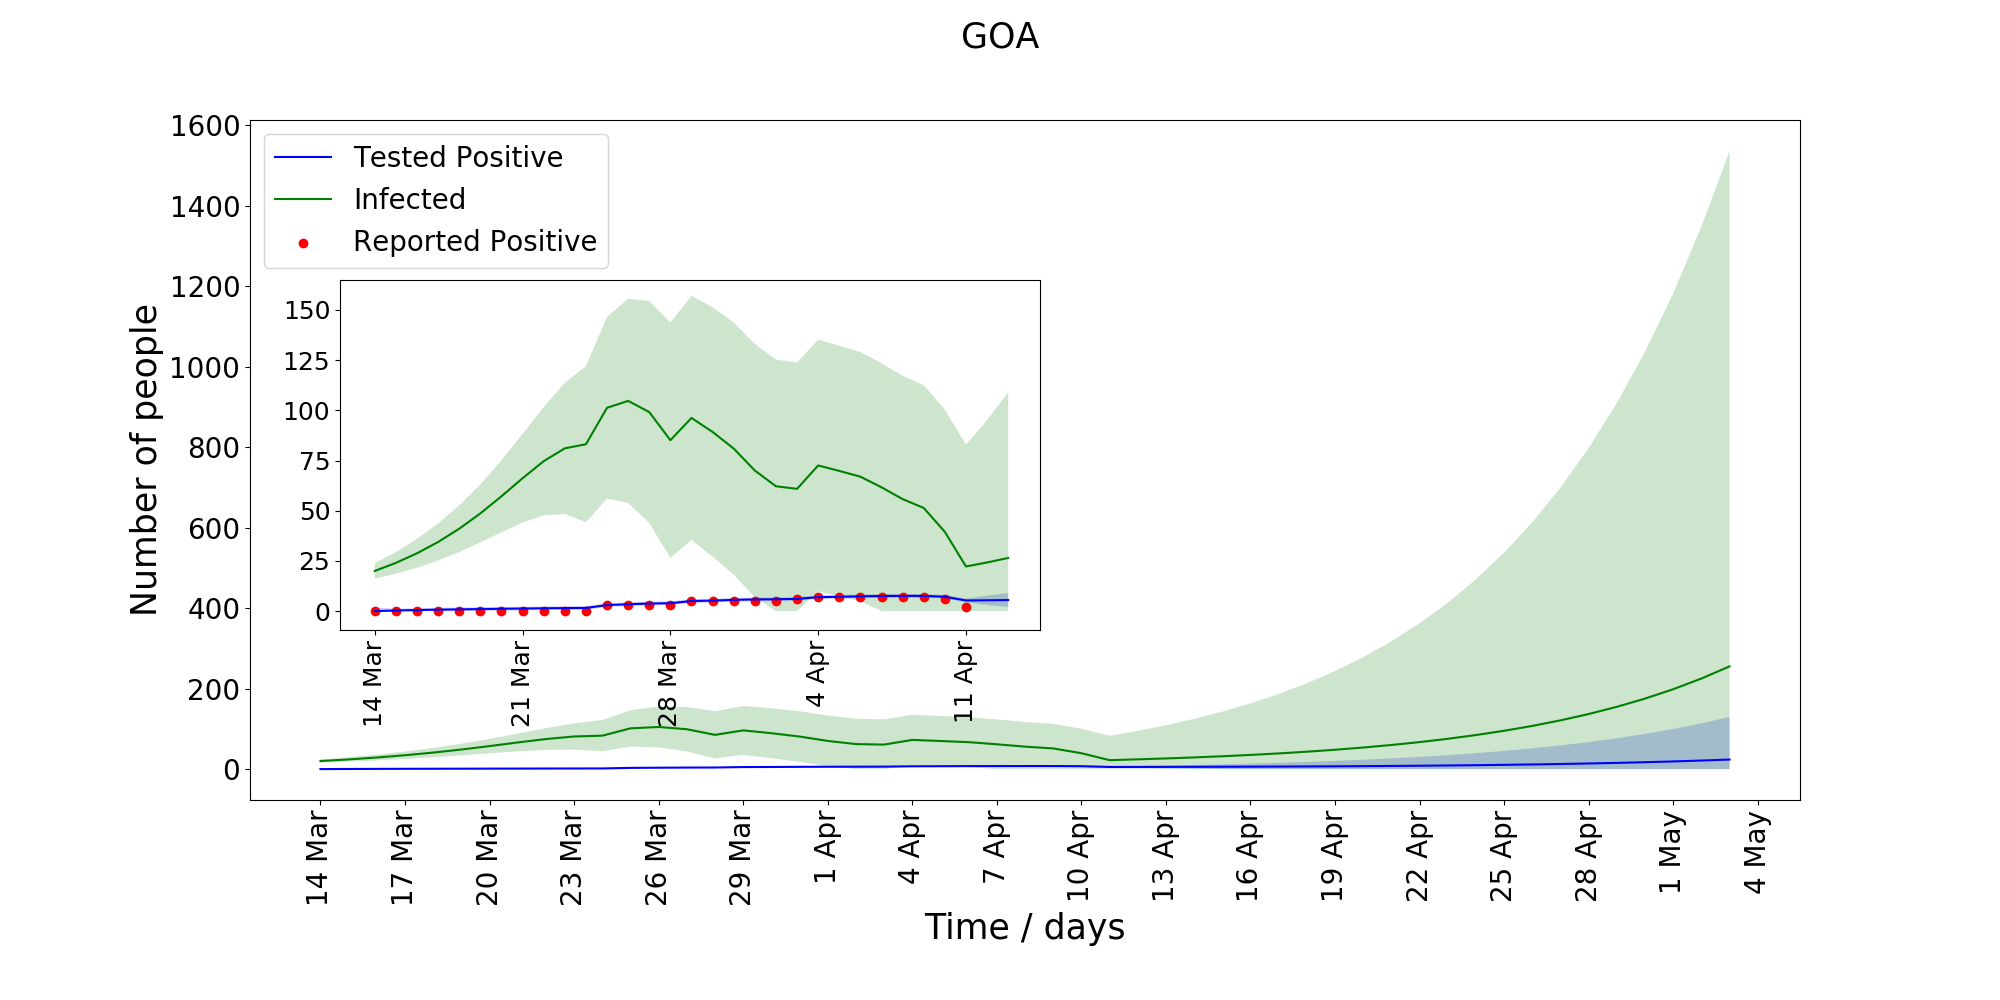 GOA
Number of people
1600
1400
1200
1000
800
600
400
200
0
Tested Positive
Infected
Reported Positive
150
125
100
75
50
25
0
14 Mar 21 Mar 28 Mar 4 Apr 11 Apr
14 Mar 17 Mar 20 Mar 23 Mar 26 Mar 29 Mar 1 Apr 4 Apr 7 Apr 10 Apr 13 Apr 16 Apr 19 Apr 22 Apr 25 Apr 28 Apr 1 May 4 May
Time / days